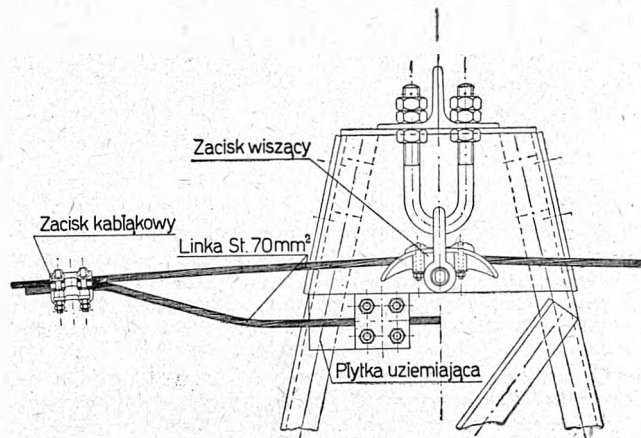 Zacisk wiszący
Zacisk kabłąkowy
Linka St. 70mm²
Płytka uziemiająca